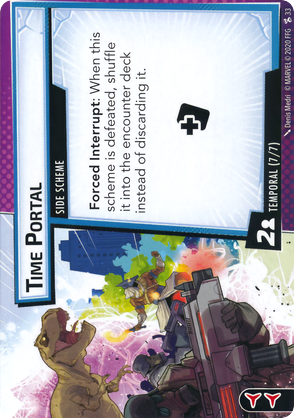 TIME PORTAL
SIDE SCHEME
Forced Interrupt: When this
scheme is defeated, shuffle
it into the encounter deck
instead of discarding it.
2
TEMPORAL (7/7)
Denis Medri © MARVEL © 2020 FFG 33